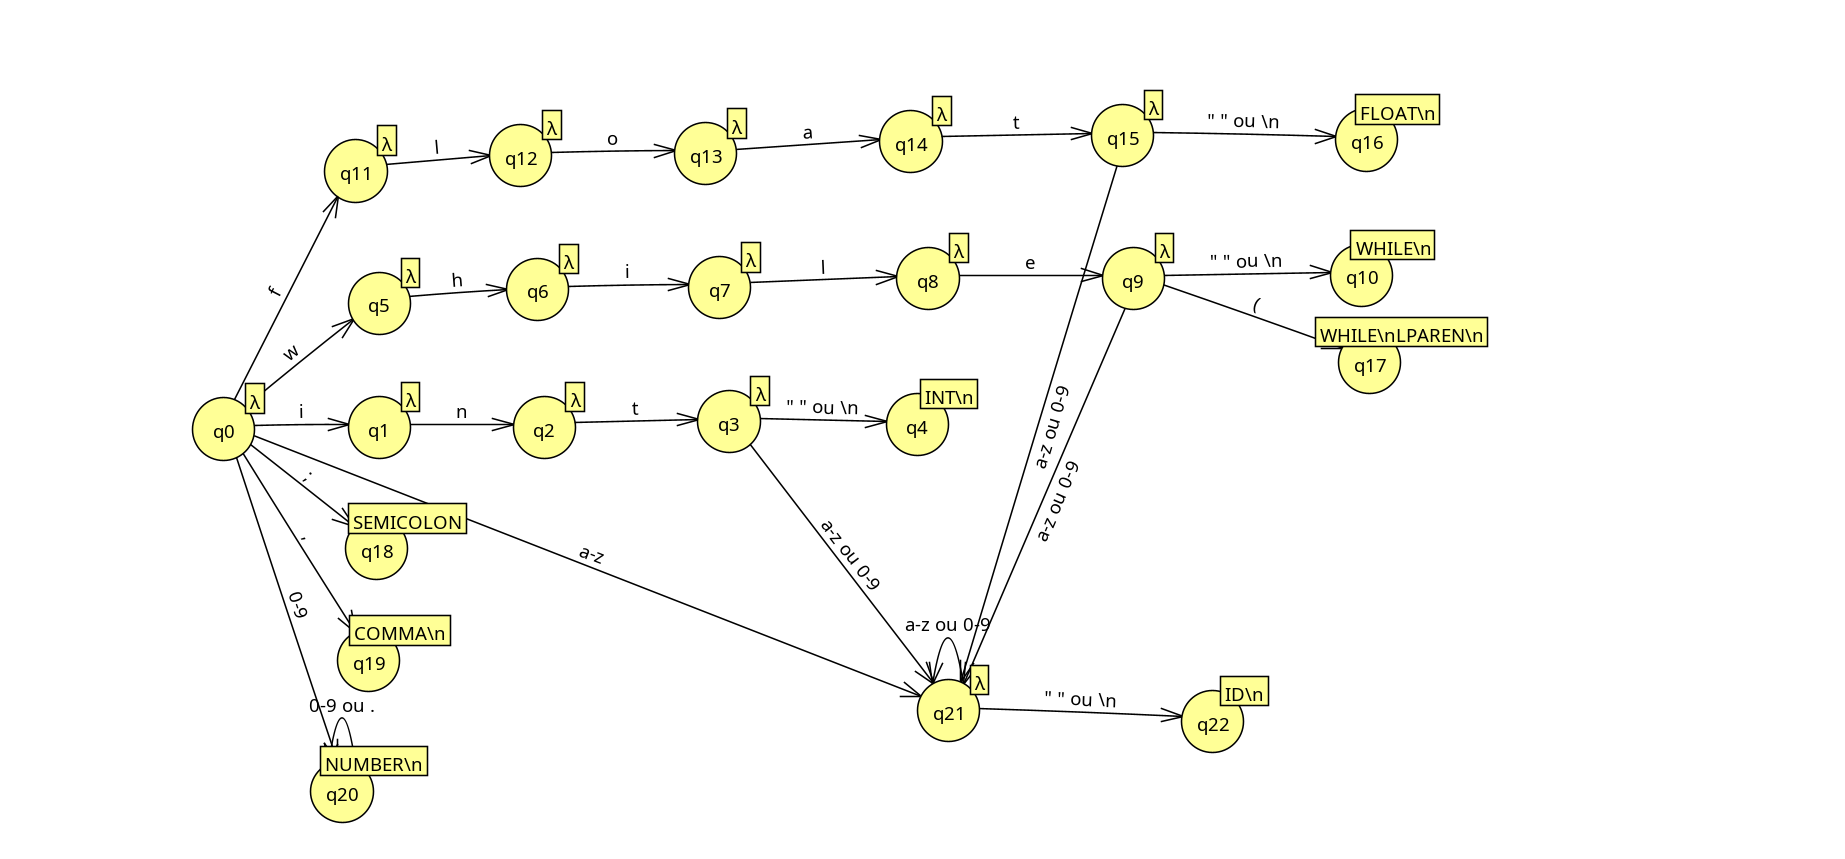 λ
q11
l
λ
q12
o
λ
q13
a
λ
q14
t
λ
q15
" " ou \n
FLOAT\n
q16
f
w
λ
q5
h
λ
q6
i
λ
q7
l
λ
q8
e
λ
q9
" " ou \n
WHILE\n
q10
(
WHILE\nLPAREN\n
q17
λ
q0
i
λ
q1
n
λ
q2
t
λ
q3
" " ou \n
INT\n
q4
a-z ou 0-9
a-z ou 0-9
a-z ou 0-9
;
SEMICOLON
q18
a-z
,
COMMA\n
q19
0-9
0-9 ou .
NUMBER\n
q20
a-z ou 0-9
λ
q21
" " ou \n
ID\n
q22